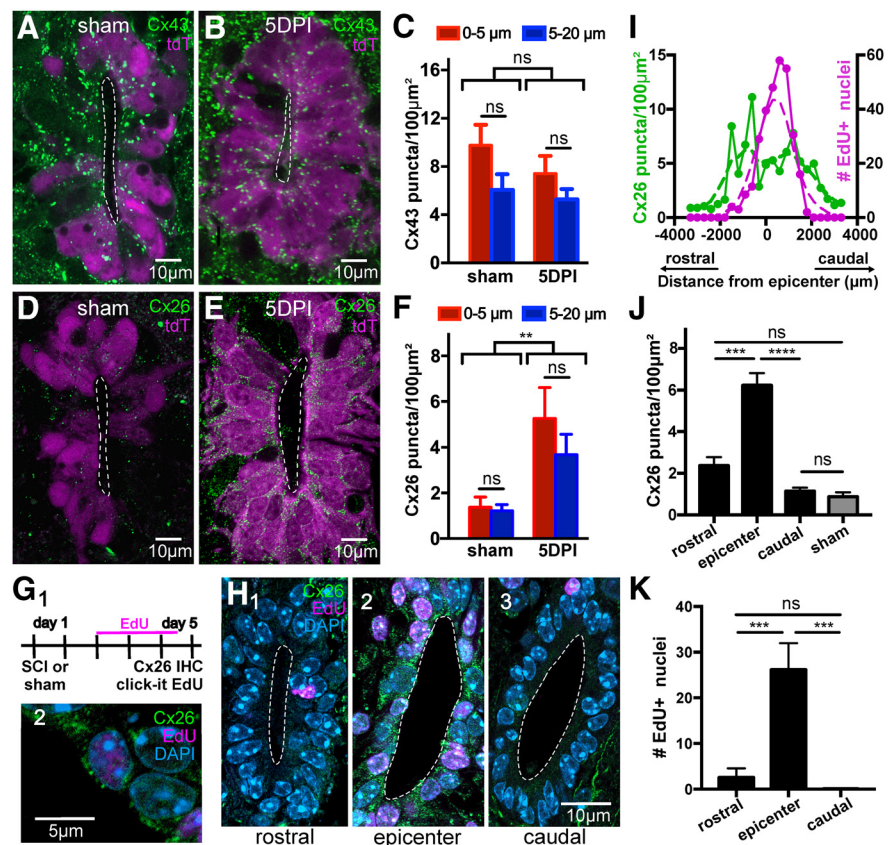 A
sham
Cx43
tdT
10µm
B
5DPI
Cx43
tdT
10µm
C
0-5 µm
5-20 µm
ns
ns
ns
Cx43 puncta/100µm²
16
12
8
4
0
sham
5DPI
D
sham
Cx26
tdT
10µm
E
5DPI
Cx26
tdT
10µm
F
0-5 µm
5-20 µm
**
ns
ns
Cx26 puncta/100µm²
8
6
4
2
0
sham
5DPI
G1
EdU
day 1
day 5
SCI or
sham
Cx26 IHC
click-it EdU
2
Cx26
EdU
DAPI
5µm
H1
Cx26
EdU
DAPI
2
3
10µm
rostral
epicenter
caudal
I
Cx26 puncta/100µm²
15
10
5
0
60
40
20
0
# EdU+ nuclei
-4000
-2000
0
2000
4000
rostral
caudal
Distance from epicenter (µm)
J
ns
***
****
ns
Cx26 puncta/100µm²
8
6
4
2
0
rostral
epicenter
caudal
sham
K
ns
***
***
# EdU+ nuclei
40
30
20
10
0
rostral
epicenter
caudal